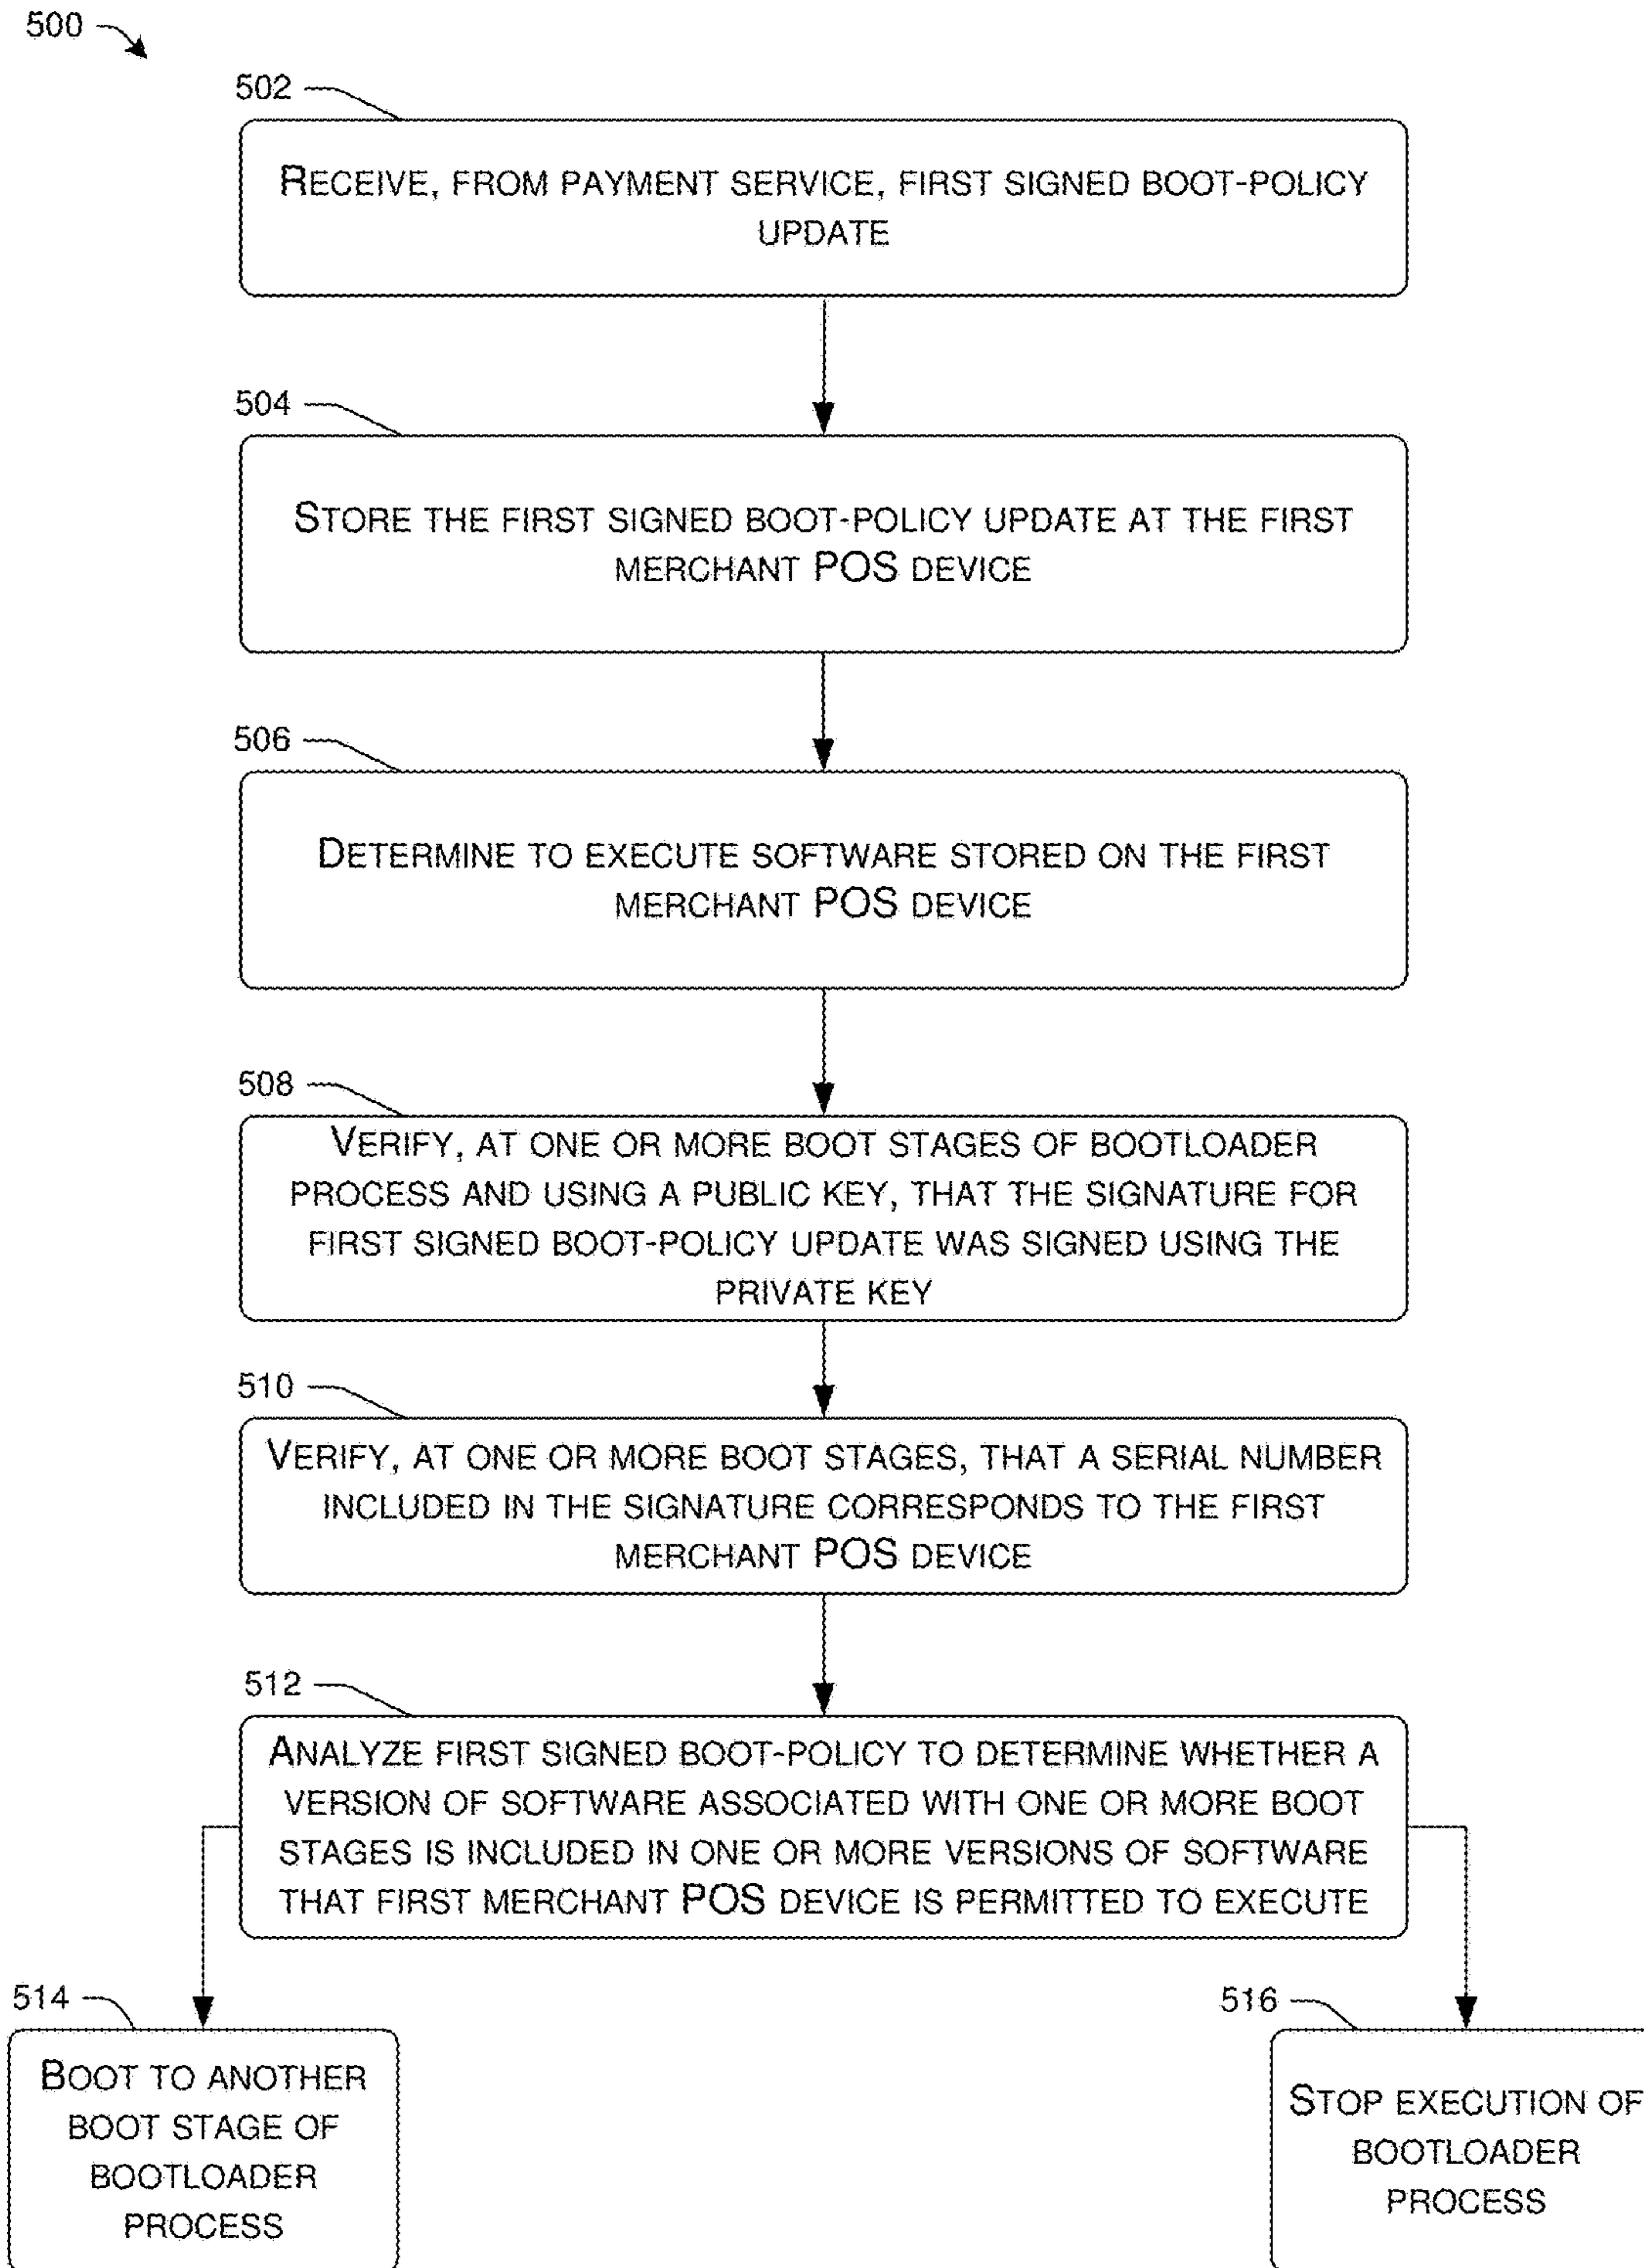 500
502
RECEIVE, FROM PAYMENT SERVICE, FIRST SIGNED BOOT-POLICY
UPDATE
504
STORE THE FIRST SIGNED BOOT-POLICY UPDATE AT THE FIRST
MERCHANT POS DEVICE
506
DETERMINE TO EXECUTE SOFTWARE STORED ON THE FIRST
MERCHANT POS DEVICE
508
VERIFY, AT ONE OR MORE BOOT STAGES OF BOOTLOADER
PROCESS AND USING A PUBLIC KEY, THAT THE SIGNATURE FOR
FIRST SIGNED BOOT-POLICY UPDATE WAS SIGNED USING THE
PRIVATE KEY
510
VERIFY, AT ONE OR MORE BOOT STAGES, THAT A SERIAL NUMBER
INCLUDED IN THE SIGNATURE CORRESPONDS TO THE FIRST
MERCHANT POS DEVICE
512
ANALYZE FIRST SIGNED BOOT-POLICY TO DETERMINE WHETHER A
VERSION OF SOFTWARE ASSOCIATED WITH ONE OR MORE BOOT
STAGES IS INCLUDED IN ONE OR MORE VERSIONS OF SOFTWARE
THAT FIRST MERCHANT POS DEVICE IS PERMITTED TO EXECUTE
514
BOOT TO ANOTHER
BOOT STAGE OF
BOOTLOADER
PROCESS
516
STOP EXECUTION OF
BOOTLOADER
PROCESS